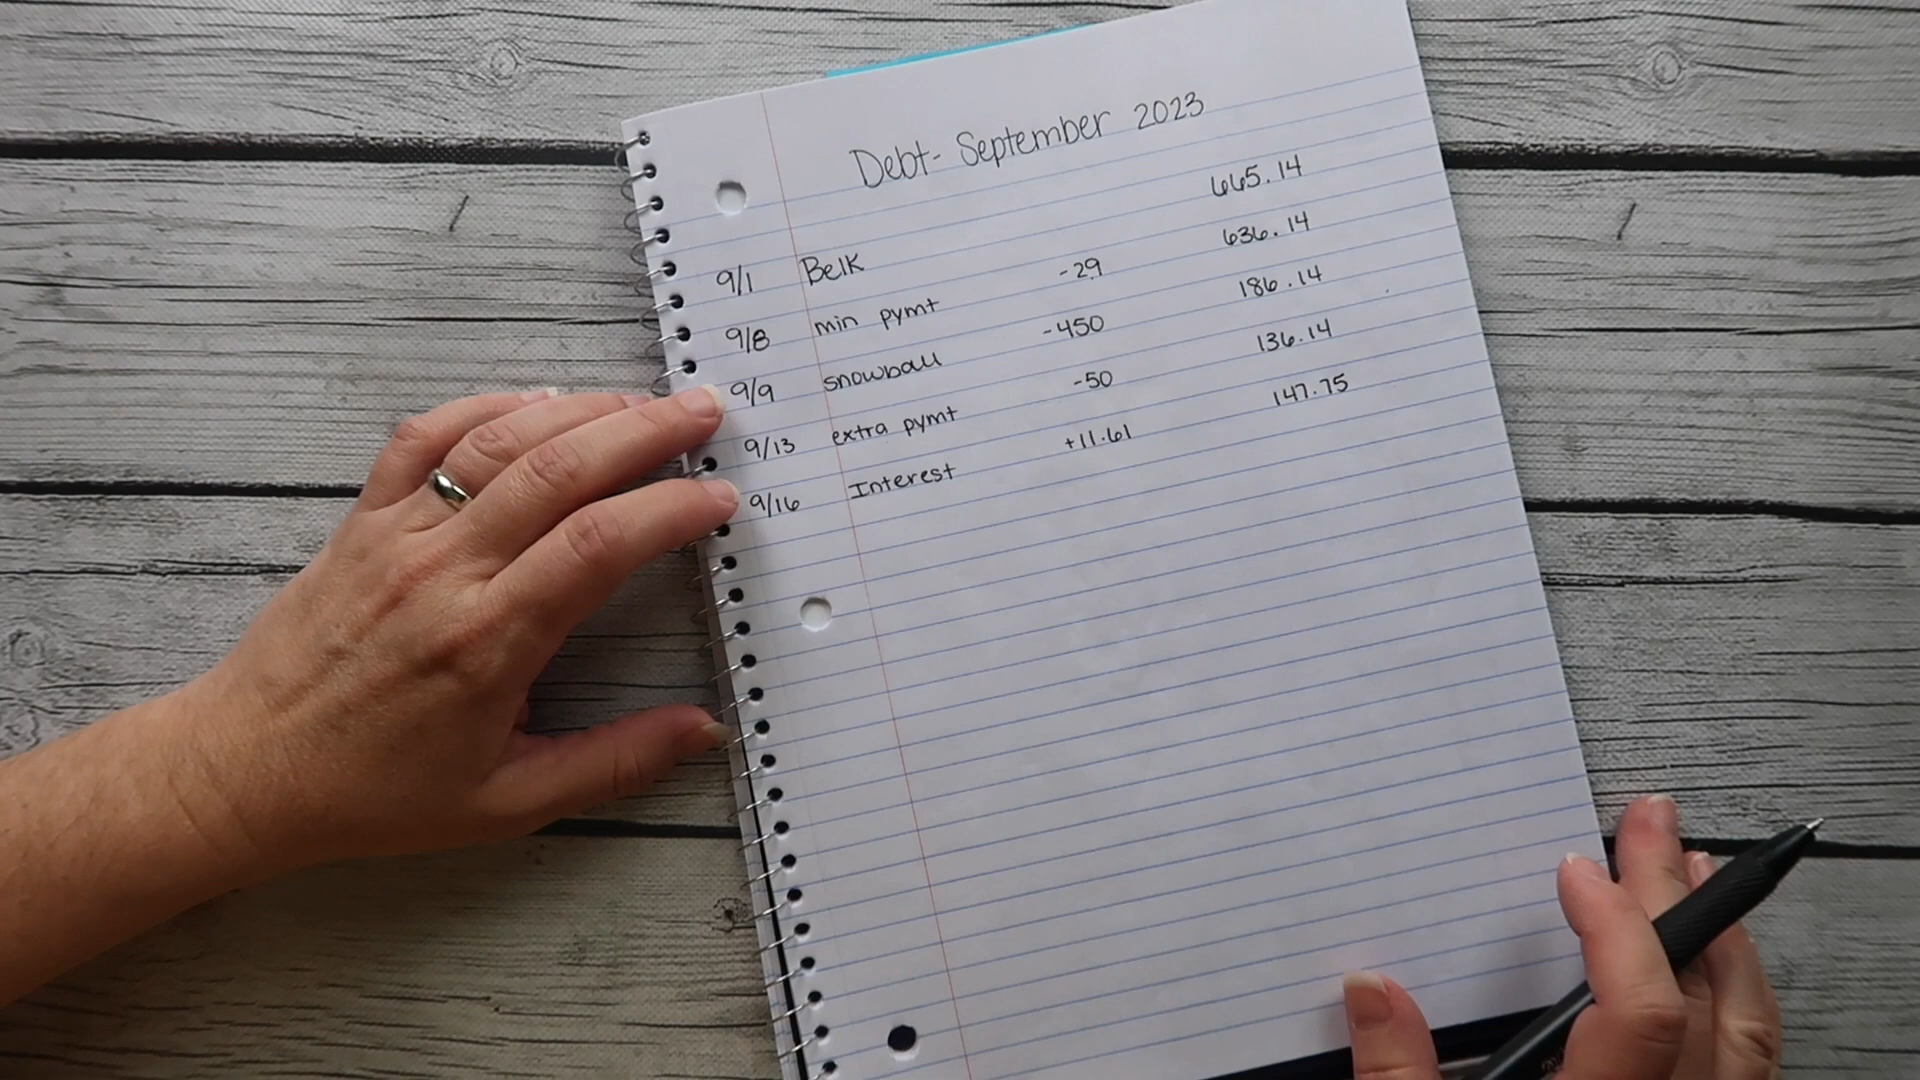 Debt- September 2023
9/1 Belk 665.14
9/8 min pymt -29 636.14
9/9 snowball -450 186.14
9/13 extra pymt -50 136.14
9/16 Interest +11.61 147.75